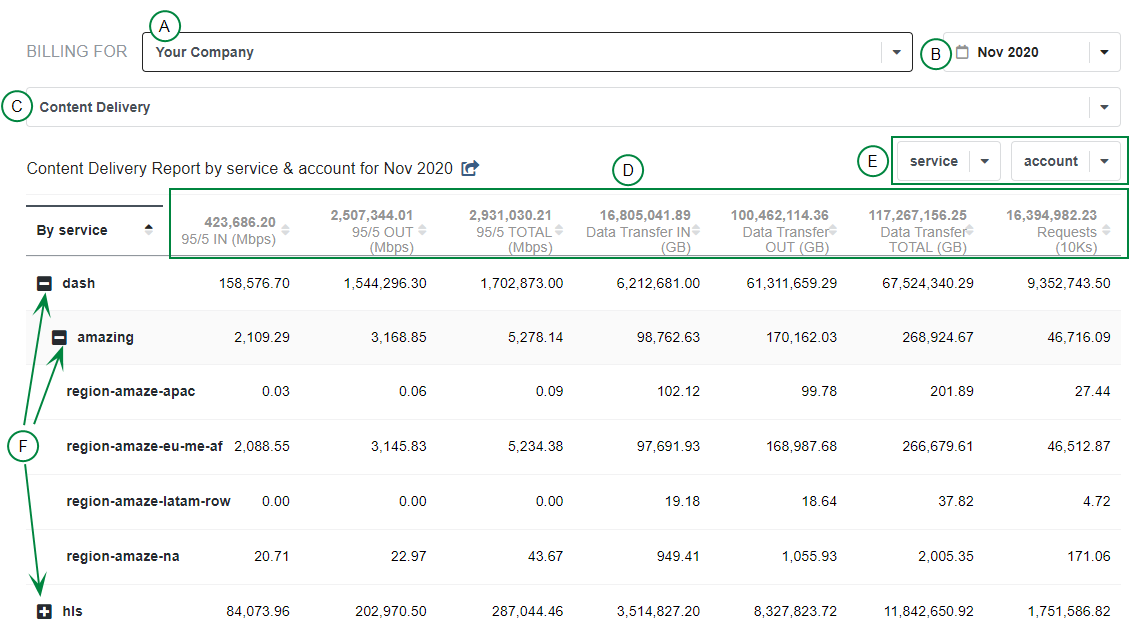 A
BILLING FOR Your Company B Nov 2020
C Content Delivery
Content Delivery Report by service & account for Nov 2020 D E service account
By service 423,686.20 2,507,344.01 2,931,030.21 16,805,041.89 100,462,114.36 117,267,156.25 16,394,982.23
95/5 IN (Mbps) 95/5 OUT 95/5 TOTAL Data Transfer IN Data Transfer Data Transfer Requests
(Mbps) (Mbps) (GB) OUT (GB) TOTAL (GB) (10Ks)
dash 158,576.70 1,544,296.30 1,702,873.00 6,212,681.00 61,311,659.29 67,524,340.29 9,352,743.50
amazing 2,109.29 3,168.85 5,278.14 98,762.63 170,162.03 268,924.67 46,716.09
region-amaze-apac 0.03 0.06 0.09 102.12 99.78 201.89 27.44
F region-amaze-eu-me-af 2,088.55 3,145.83 5,234.38 97,691.93 168,987.68 266,679.61 46,512.87
region-amaze-latam-row 0.00 0.00 0.00 19.18 18.64 37.82 4.72
region-amaze-na 20.71 22.97 43.67 949.41 1,055.93 2,005.35 171.06
hls 84,073.96 202,970.50 287,044.46 3,514,827.20 8,327,823.72 11,842,650.92 1,751,586.82